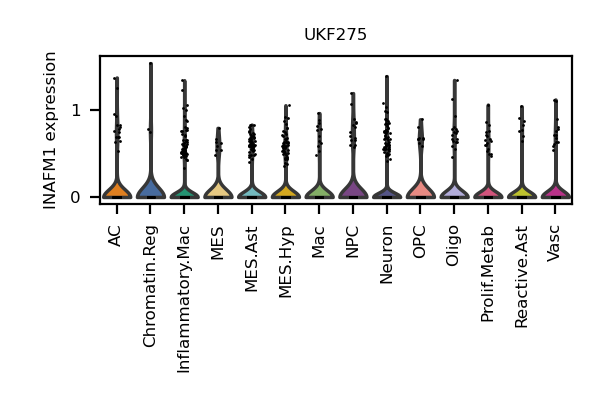 UKF275
INAFM1 expression
1
0
AC
Chromatin.Reg
Inflammatory.Mac
MES
MES.Ast
MES.Hyp
Mac
NPC
Neuron
OPC
Oligo
Prolif.Metab
Reactive.Ast
Vasc